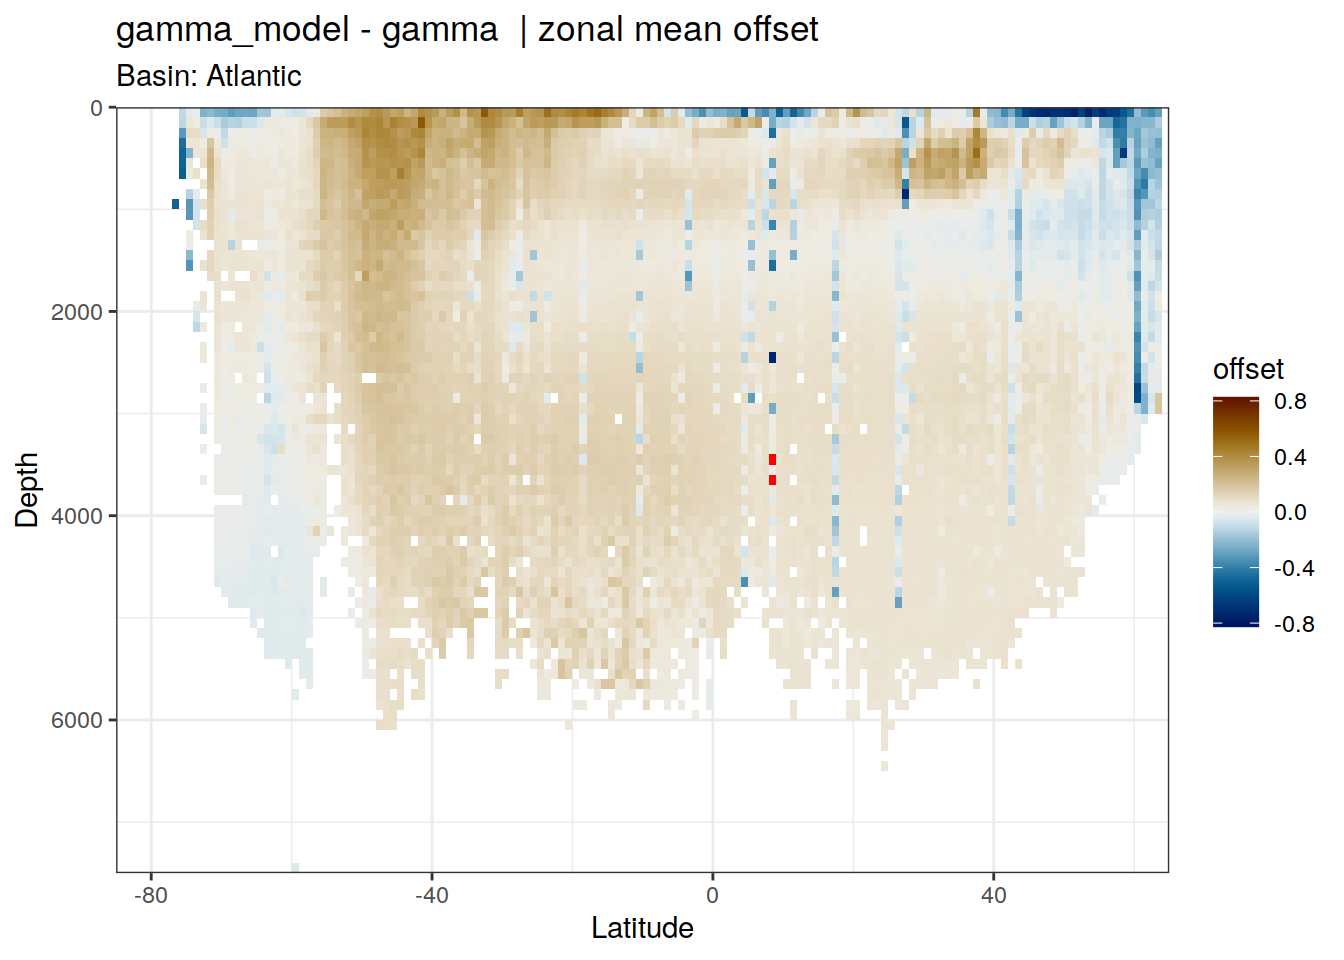 gamma_model - gamma  | zonal mean offset
Basin: Atlantic
0
2000
4000
6000
Depth
-80
-40
0
40
Latitude
offset
0.8
0.4
0.0
-0.4
-0.8